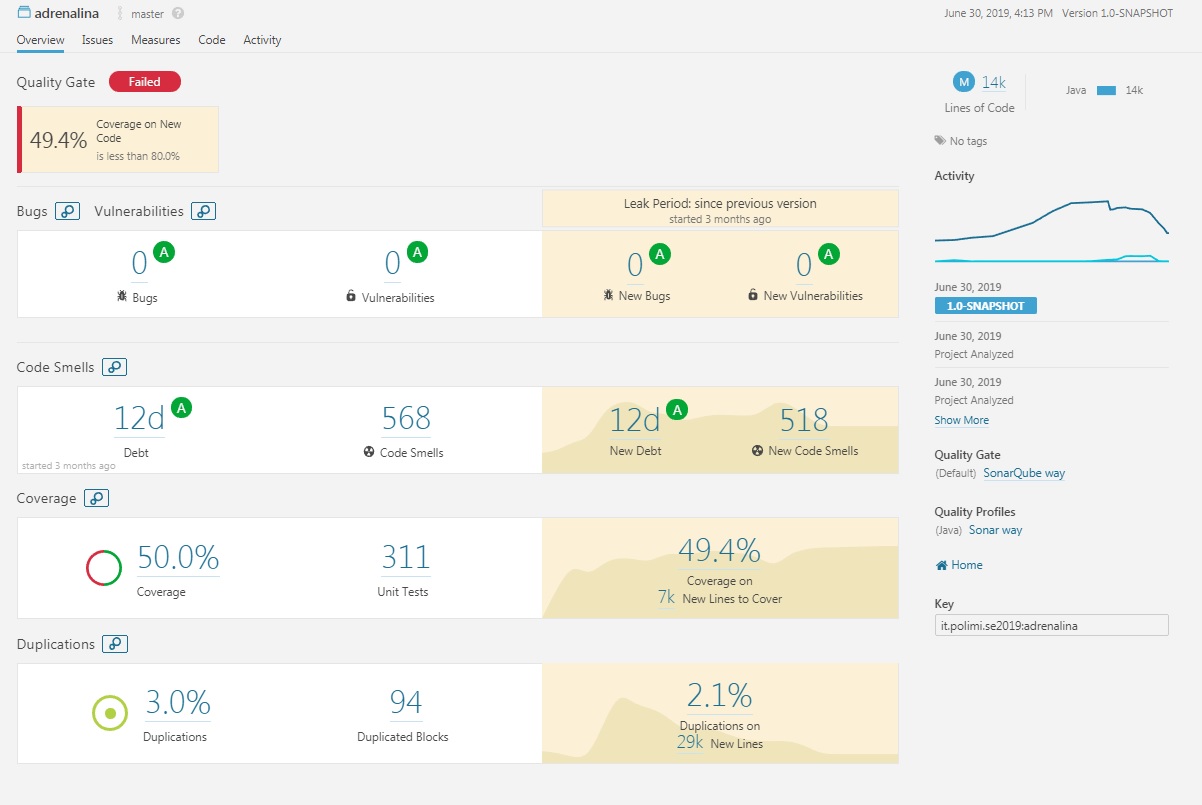 adrenalina master ? June 30, 2019, 4:13 PM Version 1.0-SNAPSHOT
Overview Issues Measures Code Activity
Quality Gate Failed
49.4% Coverage on New
Code
is less than 80.0%
Bugs Vulnerabilities
Leak Period: since previous version
started 3 months ago
0 A
Bugs
0 A
Vulnerabilities
0 A
New Bugs
0 A
New Vulnerabilities
Code Smells
12d A
Debt
started 3 months ago
568
Code Smells
12d A
New Debt
518
New Code Smells
Coverage
50.0%
Coverage
311
Unit Tests
49.4%
Coverage on
7k New Lines to Cover
Duplications
3.0%
Duplications
94
Duplicated Blocks
2.1%
Duplications on
29k New Lines
M 14k
Lines of Code
Java 14k
No tags
Activity
June 30, 2019
1.0-SNAPSHOT
June 30, 2019
Project Analyzed
June 30, 2019
Project Analyzed
Show More
Quality Gate
(Default) SonarQube way
Quality Profiles
(Java) Sonar way
Home
Key
it.polimi.se2019:adrenalina